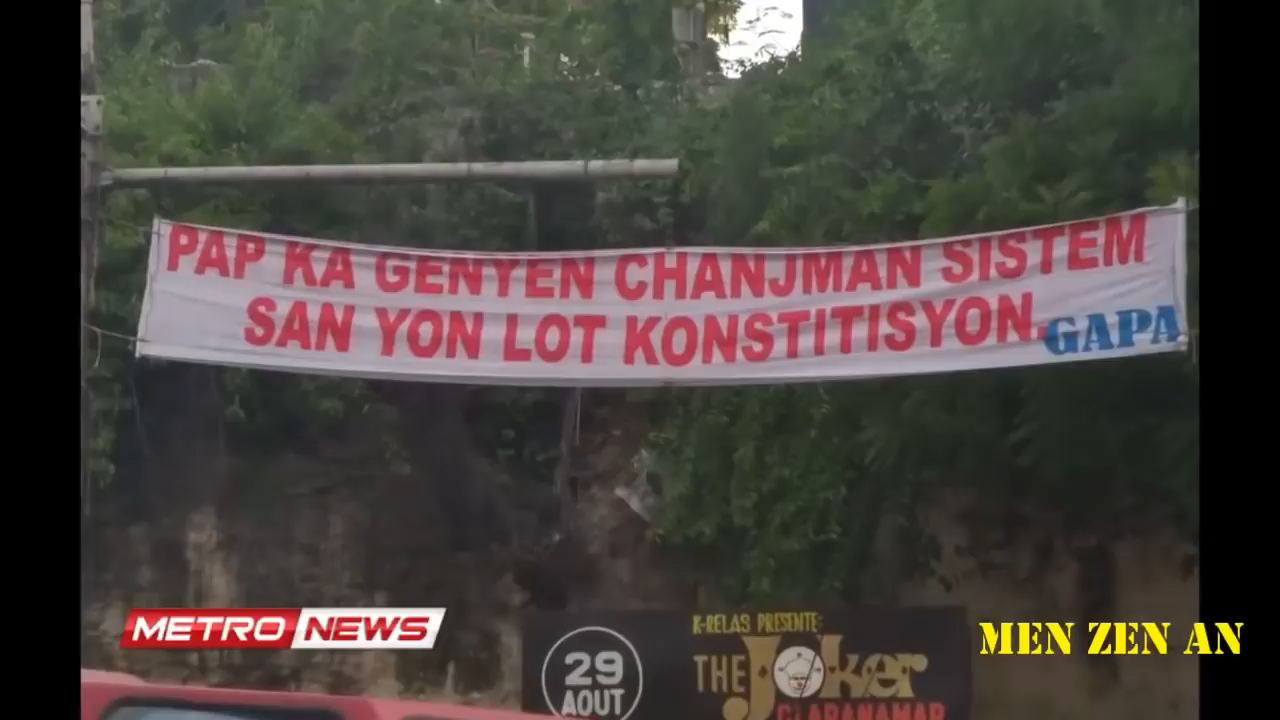 PAP KA GENYEN CHANJMAN SISTEM
SAN YON LOT KONSTITISYON.
GAPA
METRO NEWS
MEN ZEN AN
29
AOUT
K-RELAS PRESENTE:
THE JOKER